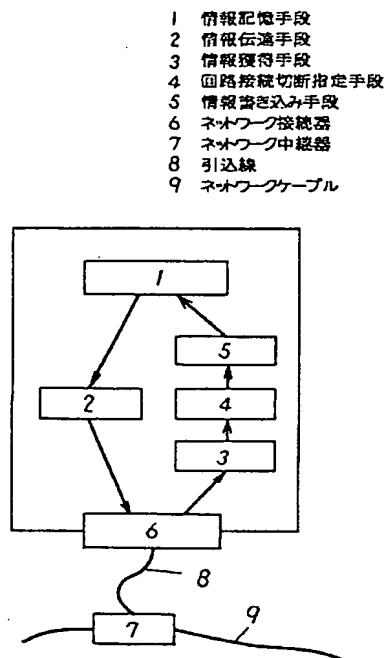 1 情報記憶手段
2 情報伝達手段
3 情報獲得手段
4 回路接続切断指定手段
5 情報書き込み手段
6 ネットワーク接続器
7 ネットワーク中継器
8 引込線
9 ネットワークケーブル
1
5
2
4
3
6
8
9
7